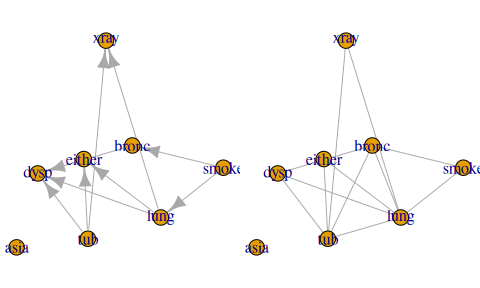 xray xray
bronc bronc
either either
smoke smoke
dysp dysp
lung lung
tub tub
asia asia